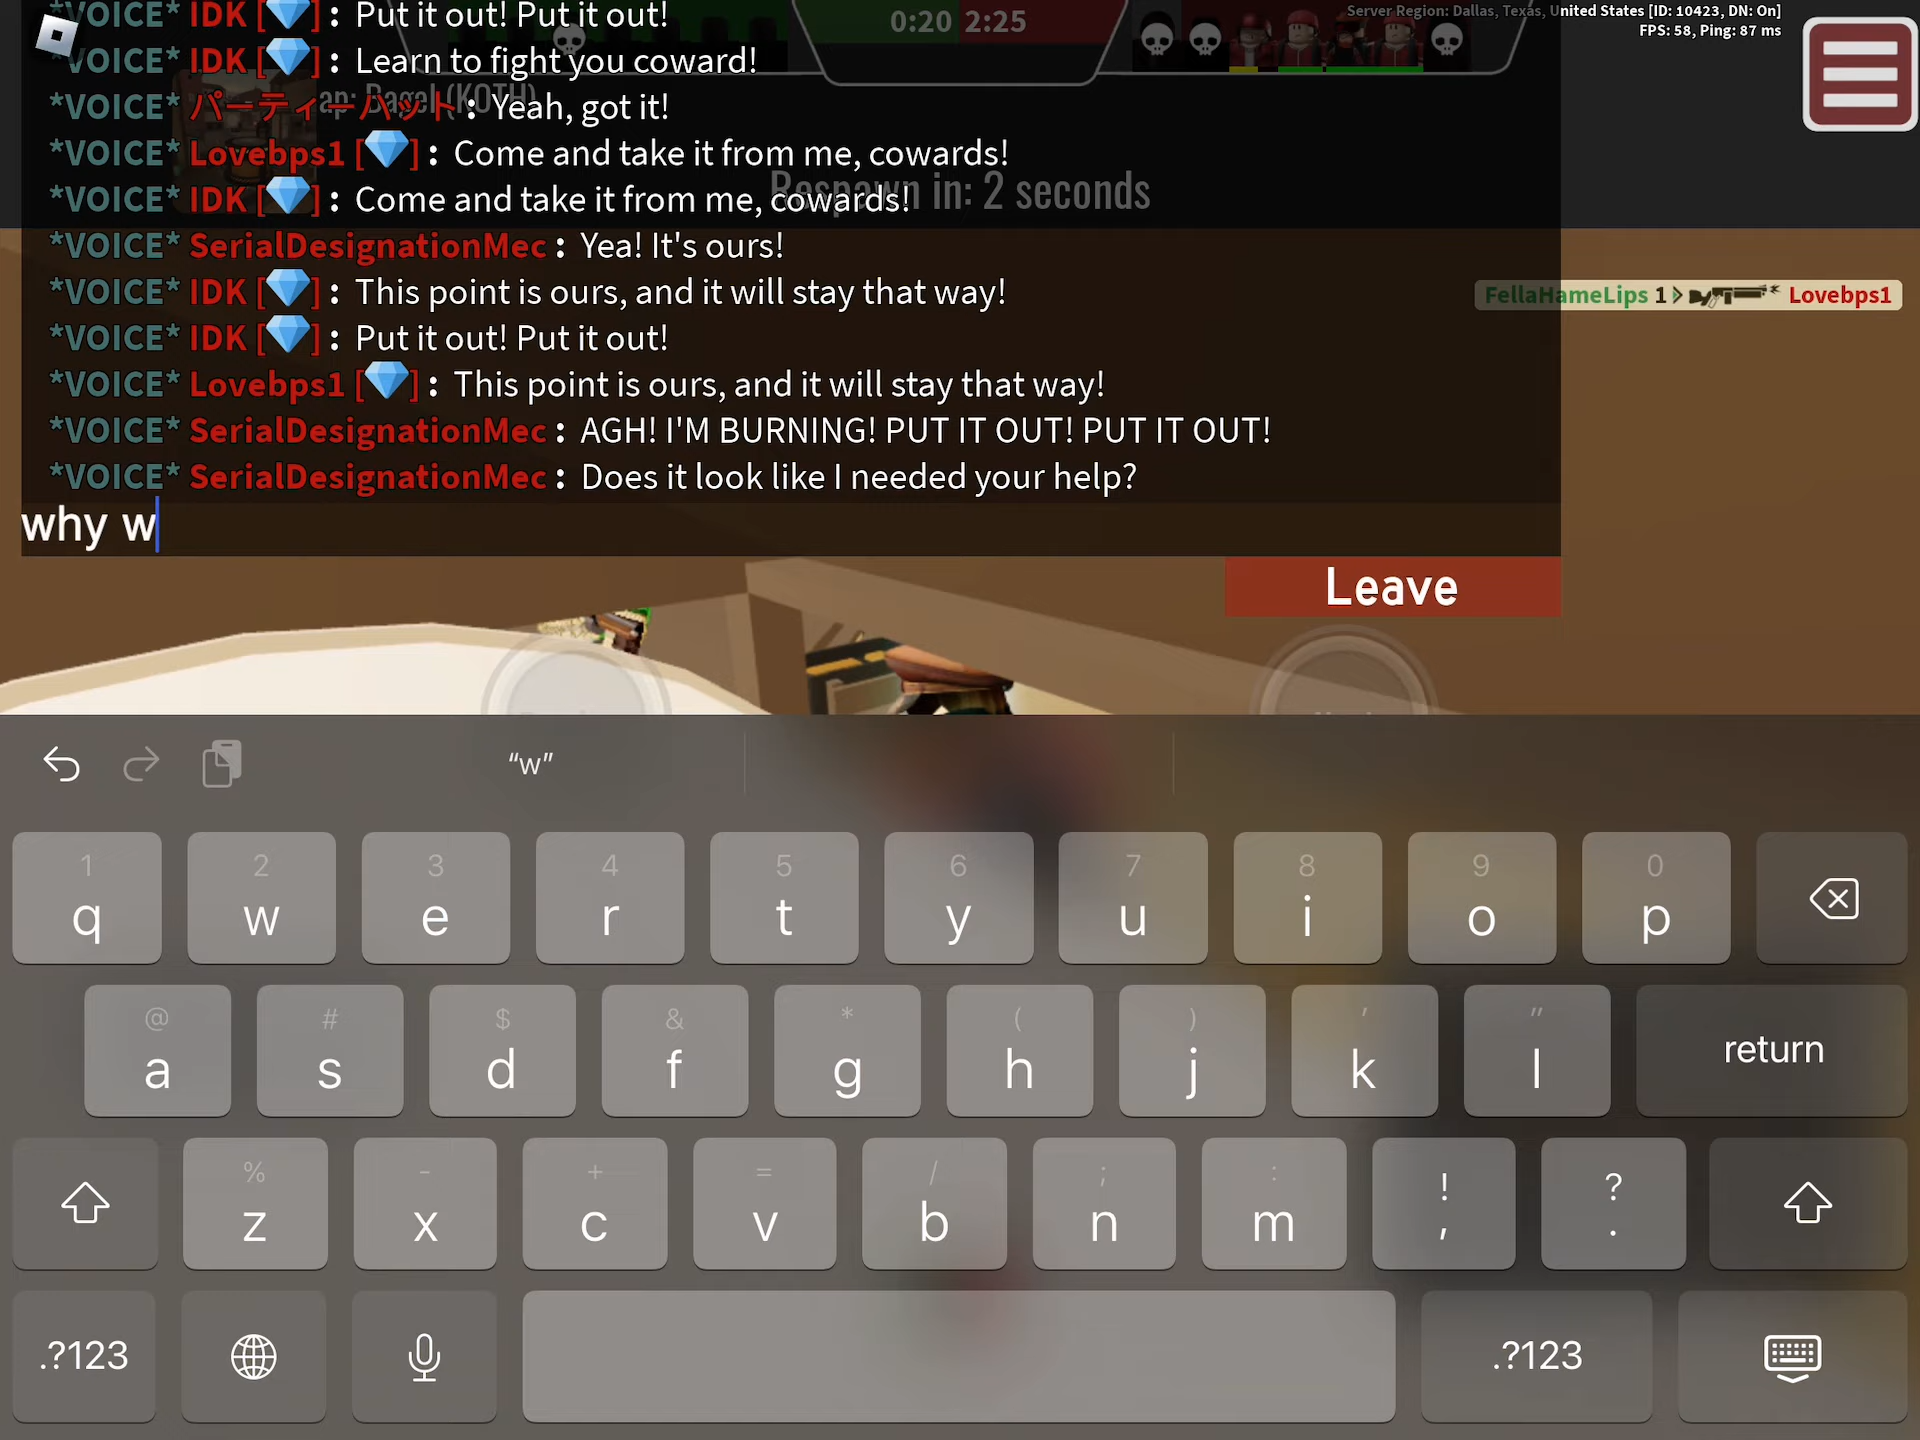 *VOICE* IDK [💎] : Put it out! Put it out!
0:20 2:25
Server Region: Dallas, Texas, United States [ID: 10423, DN: On]
FPS: 58, Ping: 87 ms
*VOICE* IDK [💎] : Learn to fight you coward!
ap: Bagel (KOTH)
*VOICE* パーティーハット : Yeah, got it!
*VOICE* Lovebps1 [💎] : Come and take it from me, cowards!
Respawn in: 2 seconds
*VOICE* IDK [💎] : Come and take it from me, cowards!
*VOICE* SerialDesignationMec : Yea! It's ours!
*VOICE* IDK [💎] : This point is ours, and it will stay that way!
FellaHameLips 1 > Lovebps1
*VOICE* IDK [💎] : Put it out! Put it out!
*VOICE* Lovebps1 [💎] : This point is ours, and it will stay that way!
*VOICE* SerialDesignationMec : AGH! I'M BURNING! PUT IT OUT! PUT IT OUT!
*VOICE* SerialDesignationMec : Does it look like I needed your help?
why w
Leave
“w”
1 2 3 4 5 6 7 8 9 0
q w e r t y u i o p
@ # $ & * ( ) ' "
a s d f g h j k l return
% - + = / ; : ! ?
z x c v b n m , .
.?123 .?123